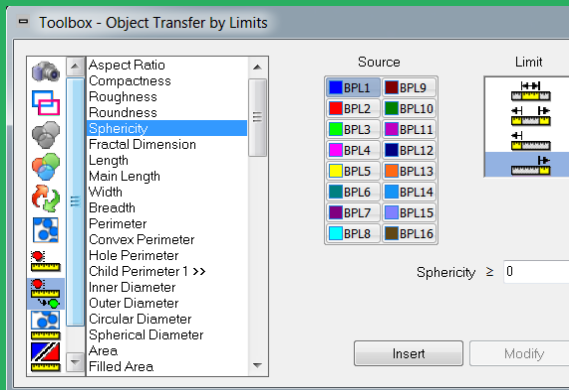 Toolbox - Object Transfer by Limits
Aspect Ratio
Compactness
Roughness
Roundness
Sphericity
Fractal Dimension
Length
Main Length
Width
Breadth
Perimeter
Convex Perimeter
Hole Perimeter
Child Perimeter 1 >>
Inner Diameter
Outer Diameter
Circular Diameter
Spherical Diameter
Area
Filled Area
Source
BPL1 BPL9
BPL2 BPL10
BPL3 BPL11
BPL4 BPL12
BPL5 BPL13
BPL6 BPL14
BPL7 BPL15
BPL8 BPL16
Limit
Sphericity ≥ 0
Insert Modify